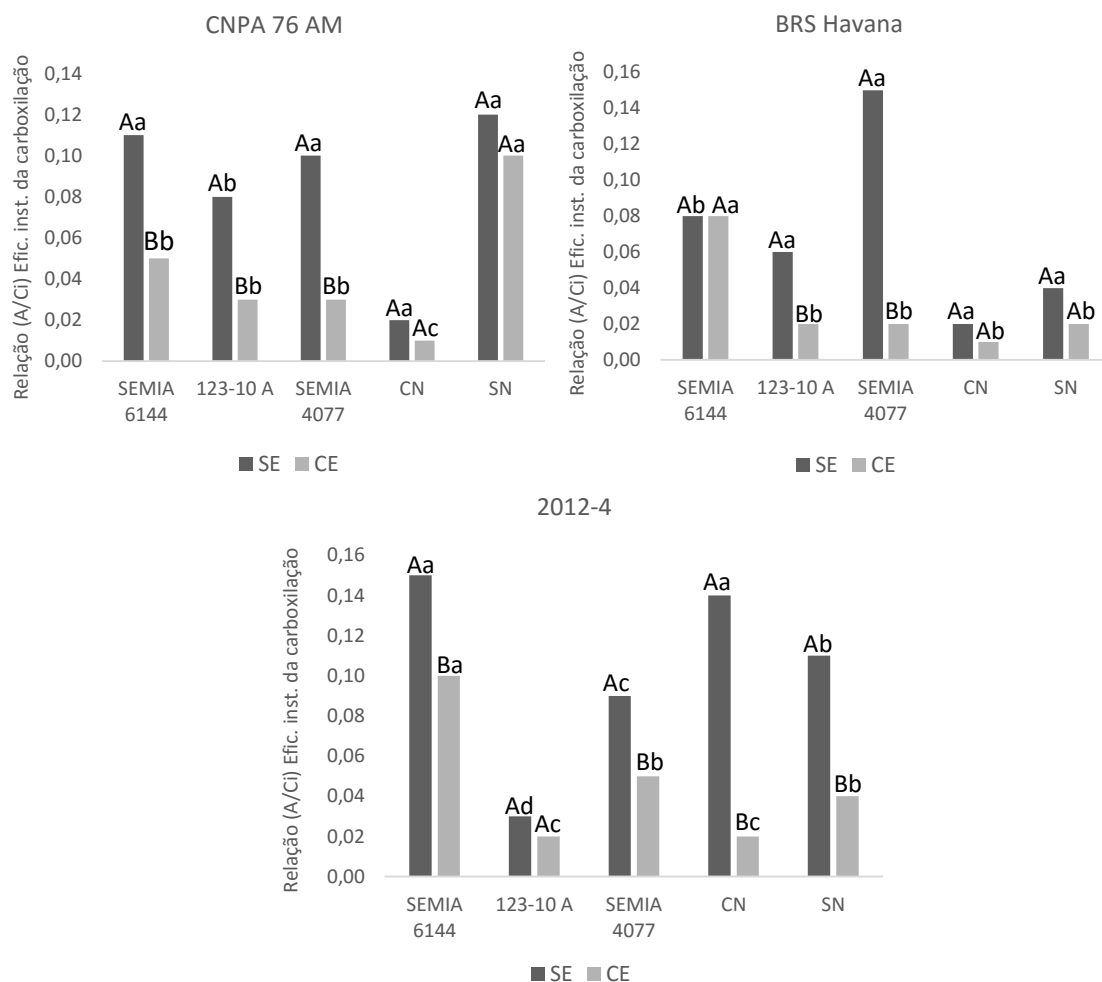 CNPA 76 AM
Relação (A/Ci) Efic. inst. da carboxilação
0,14
0,12
0,10
0,08
0,06
0,04
0,02
0,00
Aa
Bb
Ab
Bb
Aa
Bb
Aa
Ac
Aa
Aa
SEMIA
6144
123-10 A
SEMIA
4077
CN
SN
SE CE
BRS Havana
Relação (A/Ci) Efic. inst. da carboxilação
0,16
0,14
0,12
0,10
0,08
0,06
0,04
0,02
0,00
Ab
Aa
Aa
Bb
Aa
Bb
Aa
Ab
Aa
Ab
SEMIA
6144
123-10 A
SEMIA
4077
CN
SN
SE CE
2012-4
Relação (A/Ci) Efic. inst. da carboxilação
0,16
0,14
0,12
0,10
0,08
0,06
0,04
0,02
0,00
Aa
Ba
Ad
Ac
Ac
Bb
Aa
Bc
Ab
Bb
SEMIA
6144
123-10 A
SEMIA
4077
CN
SN
SE CE